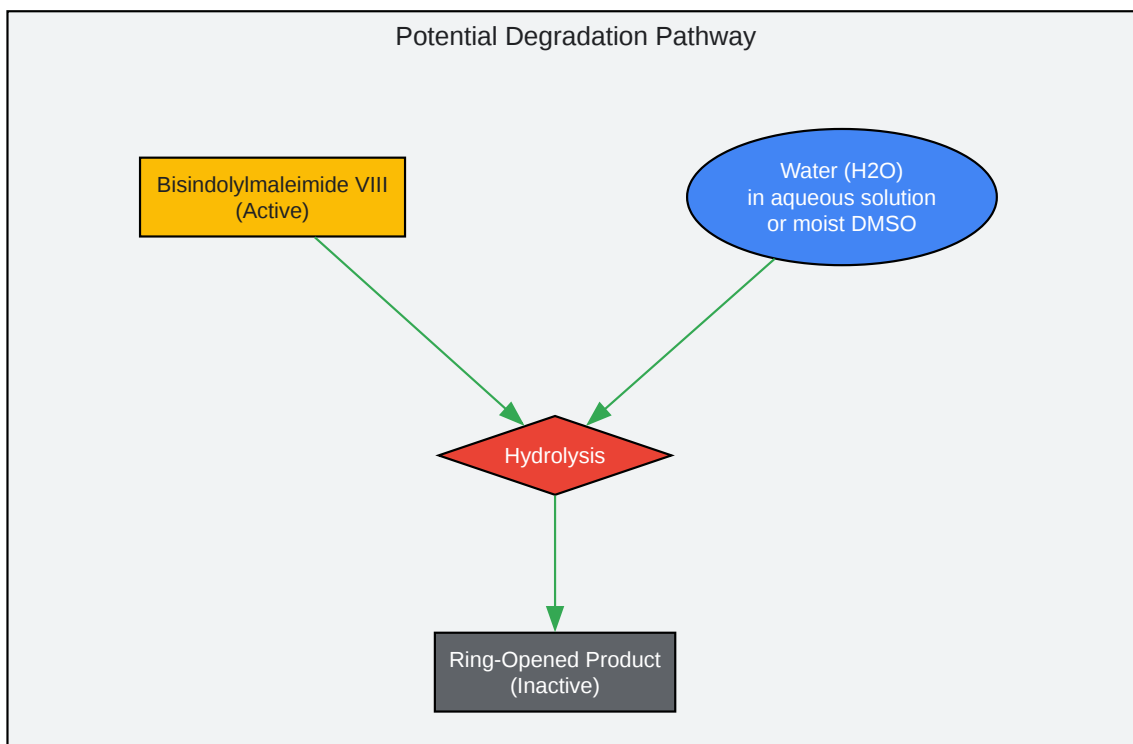 Potential Degradation Pathway
Bisindolylmaleimide VIII
(Active)
Water (H2O)
in aqueous solution
or moist DMSO
Hydrolysis
Ring-Opened Product
(Inactive)